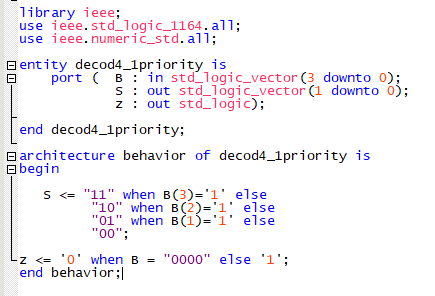 library ieee;
use ieee.std_logic_1164.all;
use ieee.numeric_std.all;
entity decod4_1priority is
port ( B : in std_logic_vector(3 downto 0);
S : out std_logic_vector(1 downto 0);
z : out std_logic);
end decod4_1priority;
architecture behavior of decod4_1priority is
begin
S <= "11" when B(3)='1' else
"10" when B(2)='1' else
"01" when B(1)='1' else
"00";
z <= '0' when B = "0000" else '1';
end behavior;